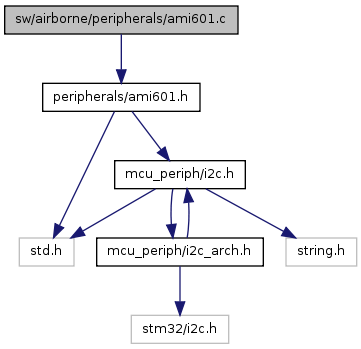 sw/airborne/peripherals/ami601.c
peripherals/ami601.h
mcu_periph/i2c.h
std.h
mcu_periph/i2c_arch.h
string.h
stm32/i2c.h